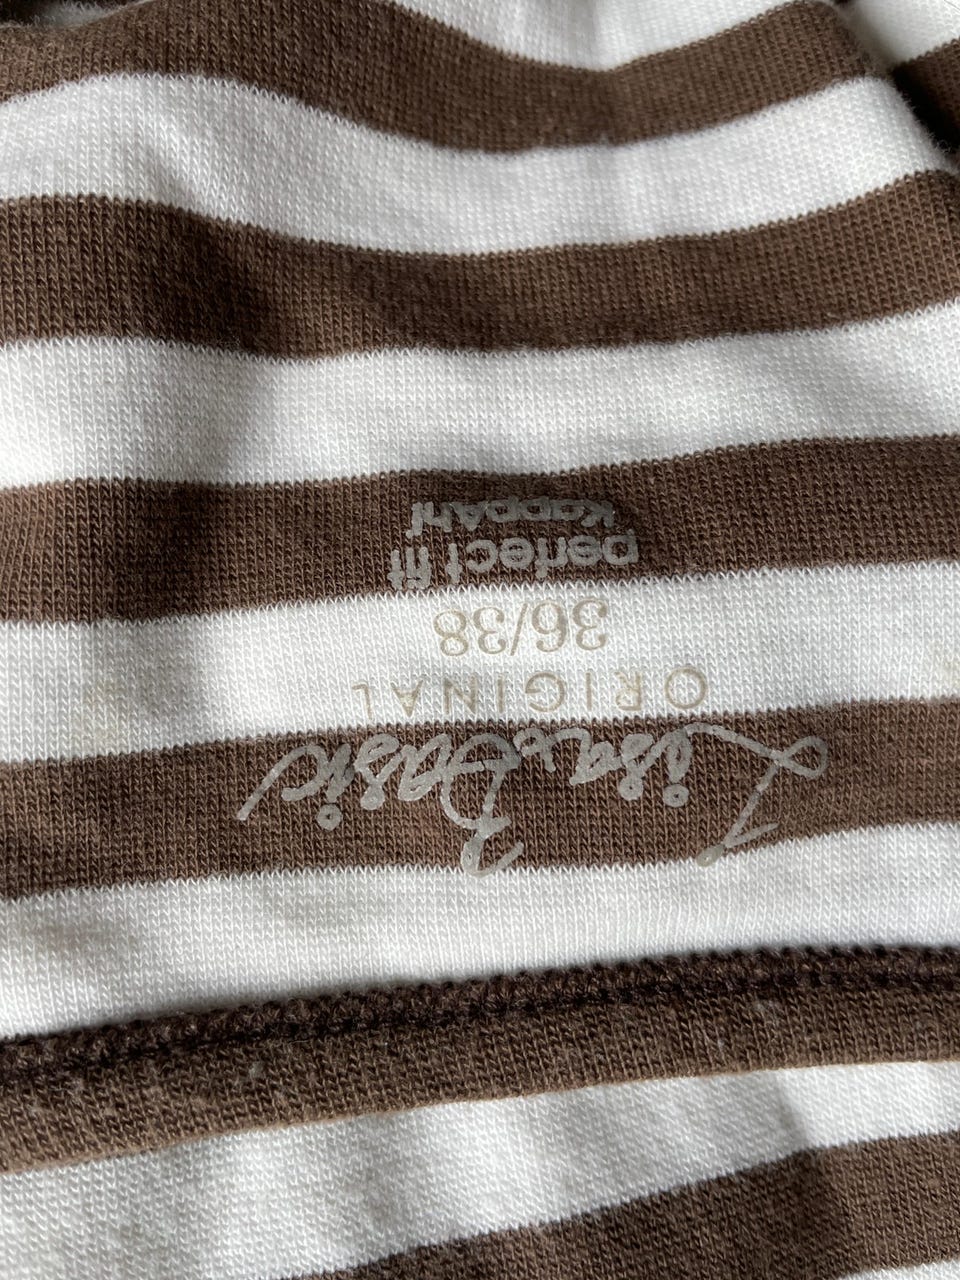 Lisa Basic
ORIGINAL
36/38
perfect fit
KappAhl